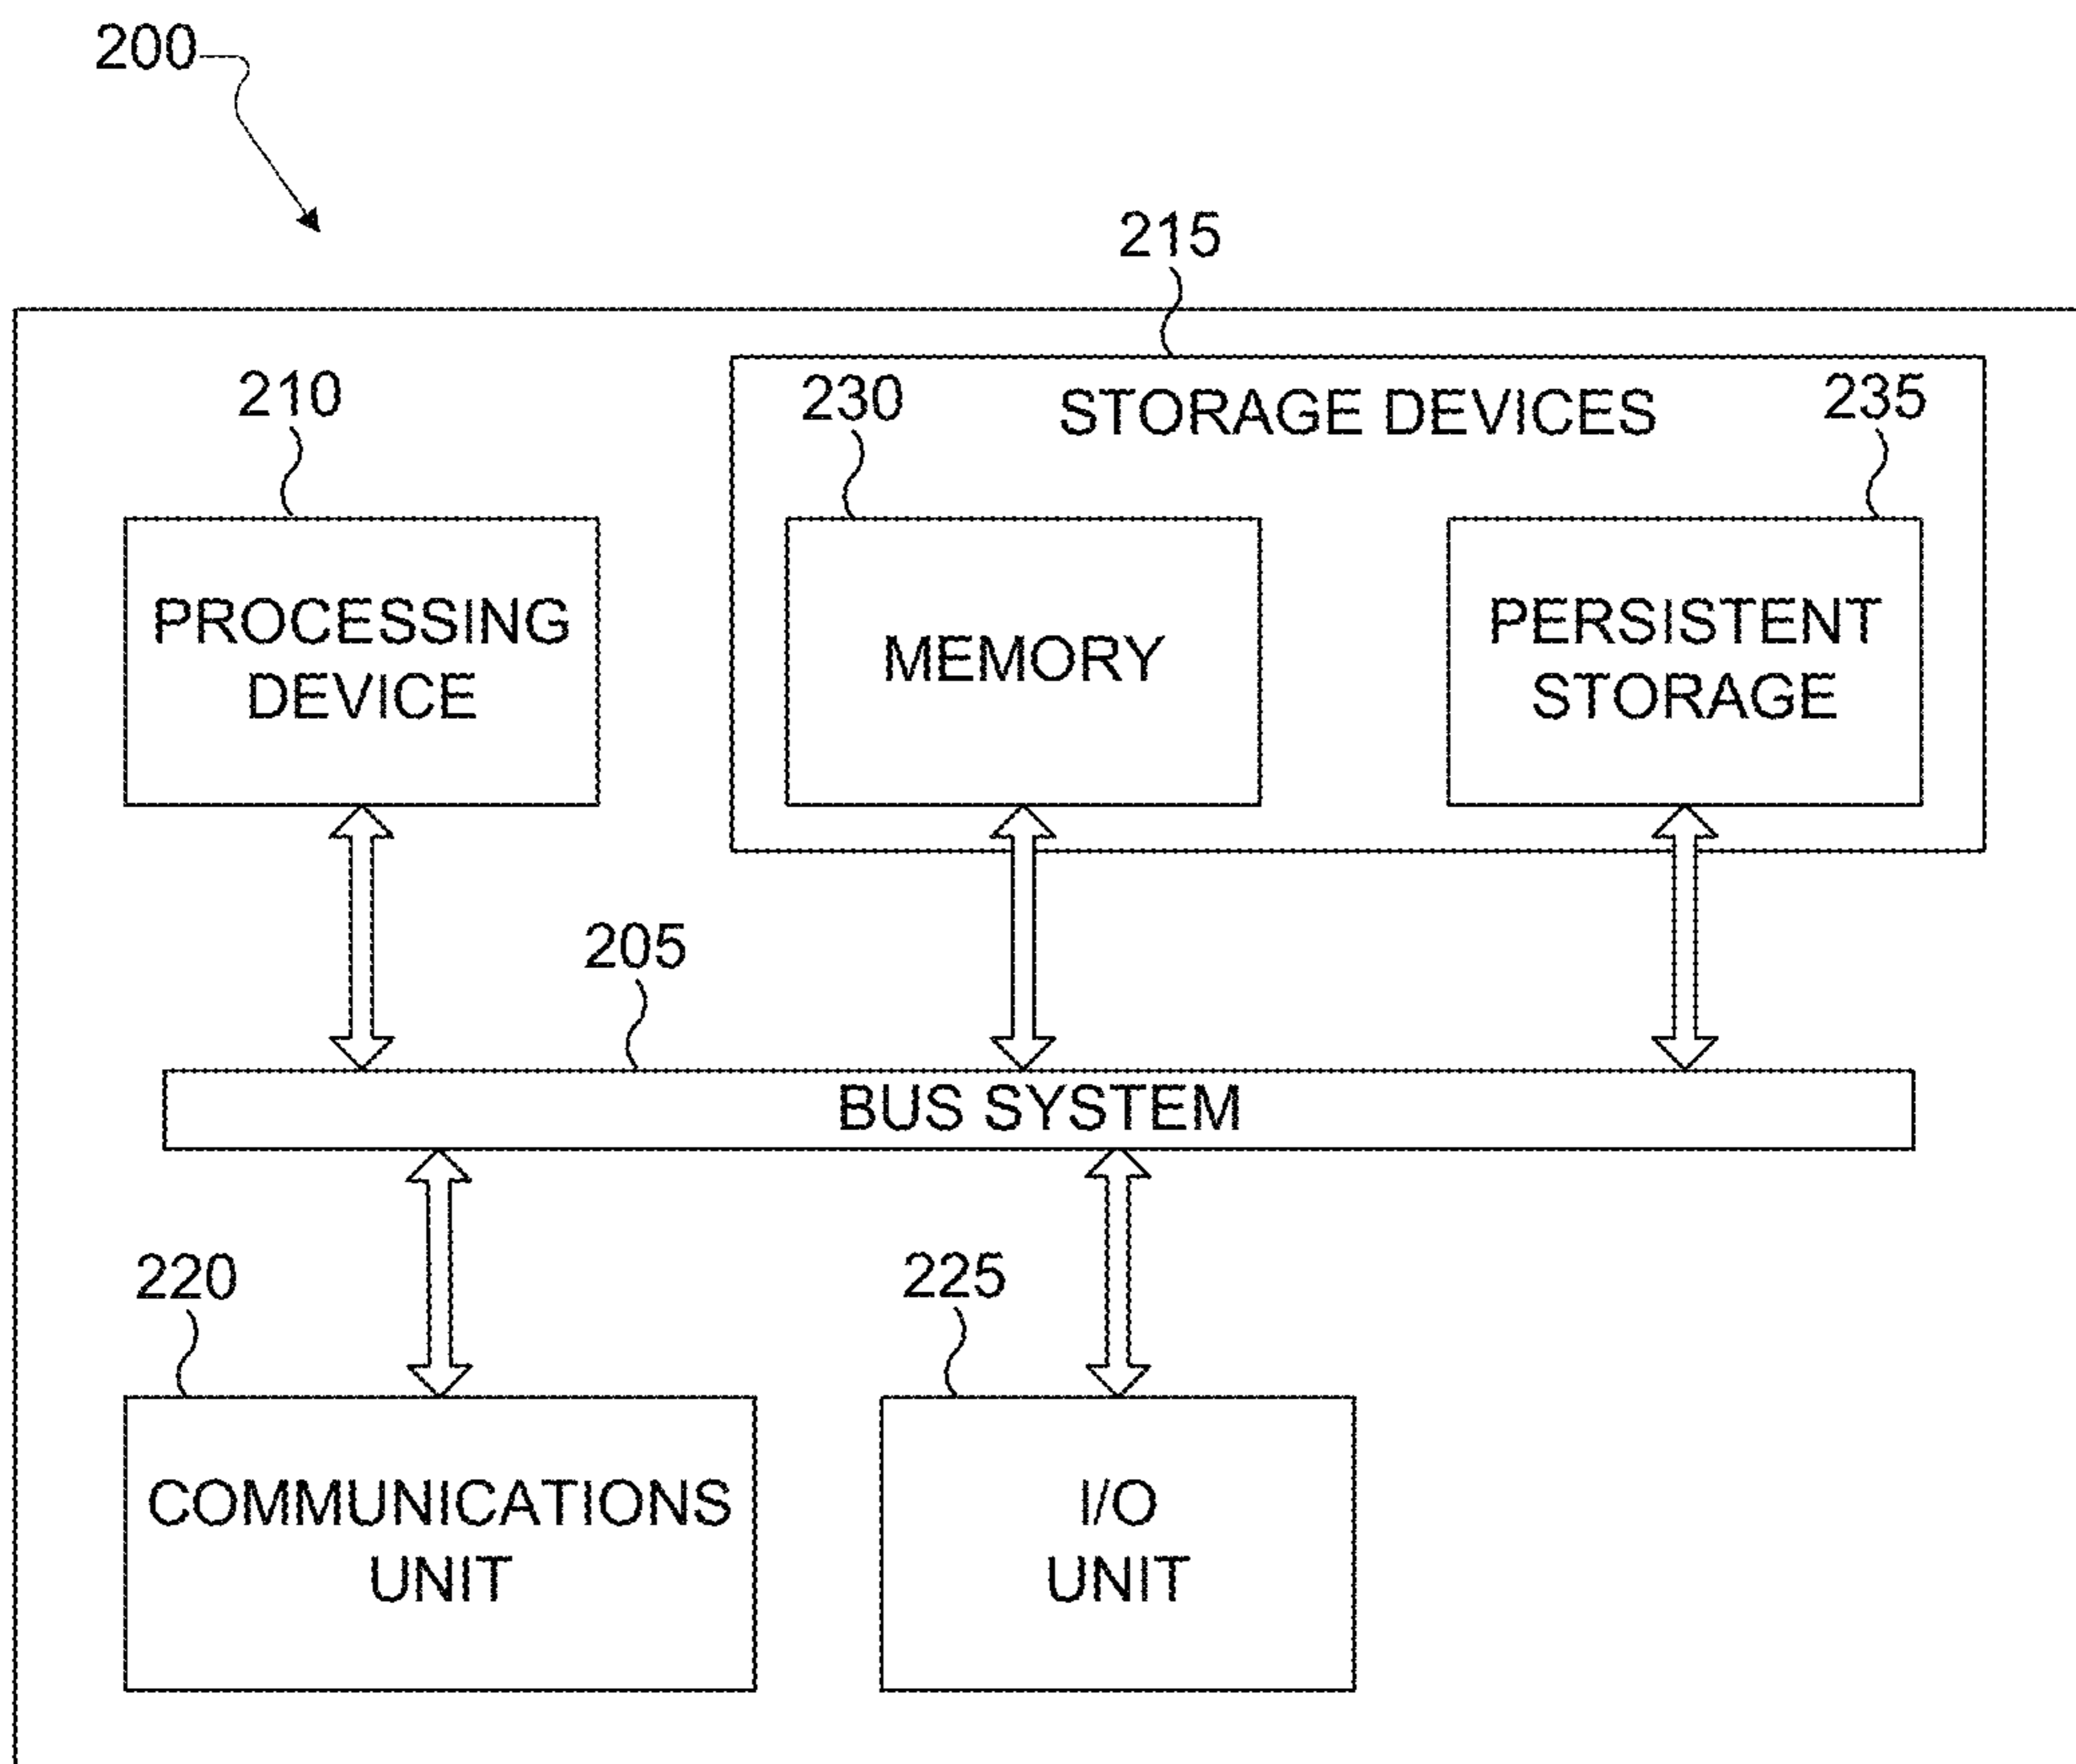 200
215
210
230
STORAGE DEVICES
235
PROCESSING
DEVICE
MEMORY
PERSISTENT
STORAGE
205
BUS SYSTEM
220
225
COMMUNICATIONS
UNIT
I/O
UNIT